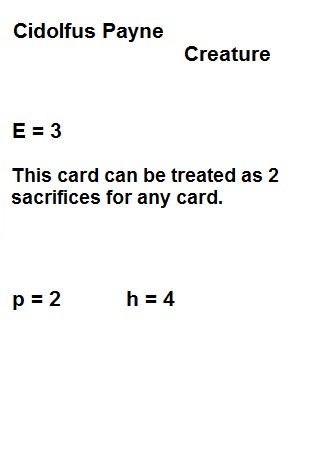 Cidolfus Payne
Creature
E = 3
This card can be treated as 2
sacrifices for any card.
p = 2 h = 4